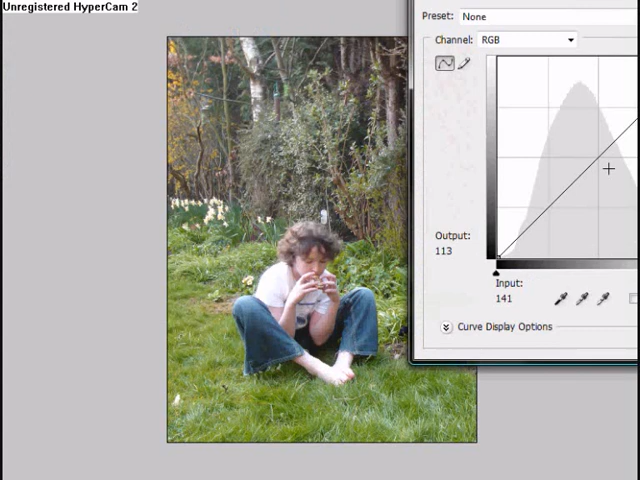 Unregistered HyperCam 2
Preset: None
Channel: RGB
Output:
113
Input:
141
Curve Display Options